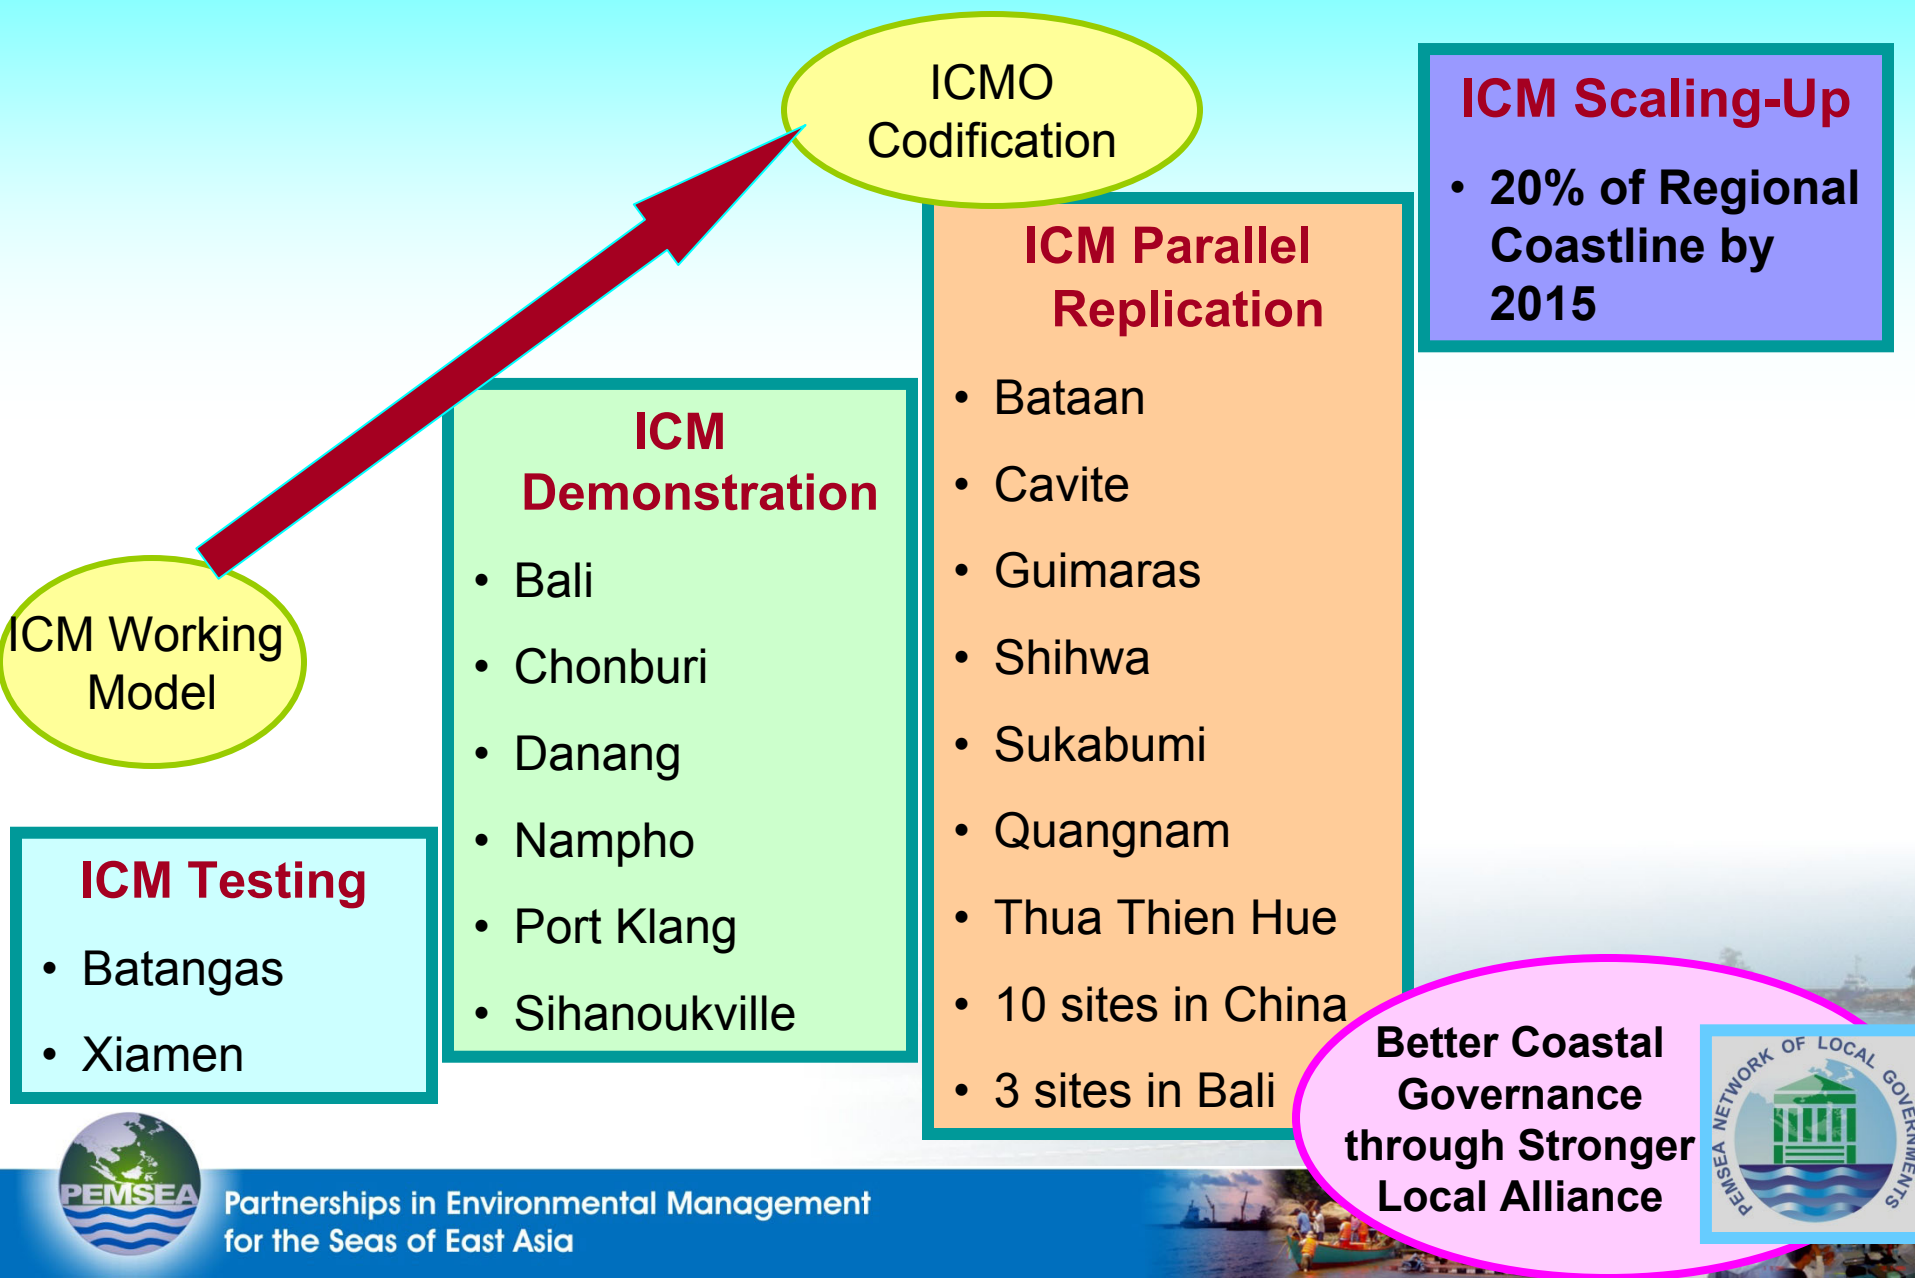 ICMO
Codification
ICM Scaling-Up
• 20% of Regional
Coastline by
2015
ICM Parallel
Replication
• Bataan
• Cavite
• Guimaras
• Shihwa
• Sukabumi
• Quangnam
• Thua Thien Hue
• 10 sites in China
• 3 sites in Bali
ICM
Demonstration
• Bali
• Chonburi
• Danang
• Nampho
• Port Klang
• Sihanoukville
ICM Working
Model
ICM Testing
• Batangas
• Xiamen
Better Coastal
Governance
through Stronger
Local Alliance
PEMSEA NETWORK OF LOCAL GOVERNMENTS
PEMSEA
Partnerships in Environmental Management
for the Seas of East Asia